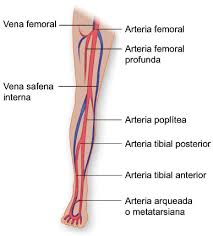 Vena femoral
Arteria femoral
Arteria femoral
profunda
Vena safena
interna
Arteria poplítea
Arteria tibial posterior
Arteria tibial anterior
Arteria arqueada
o metatarsiana